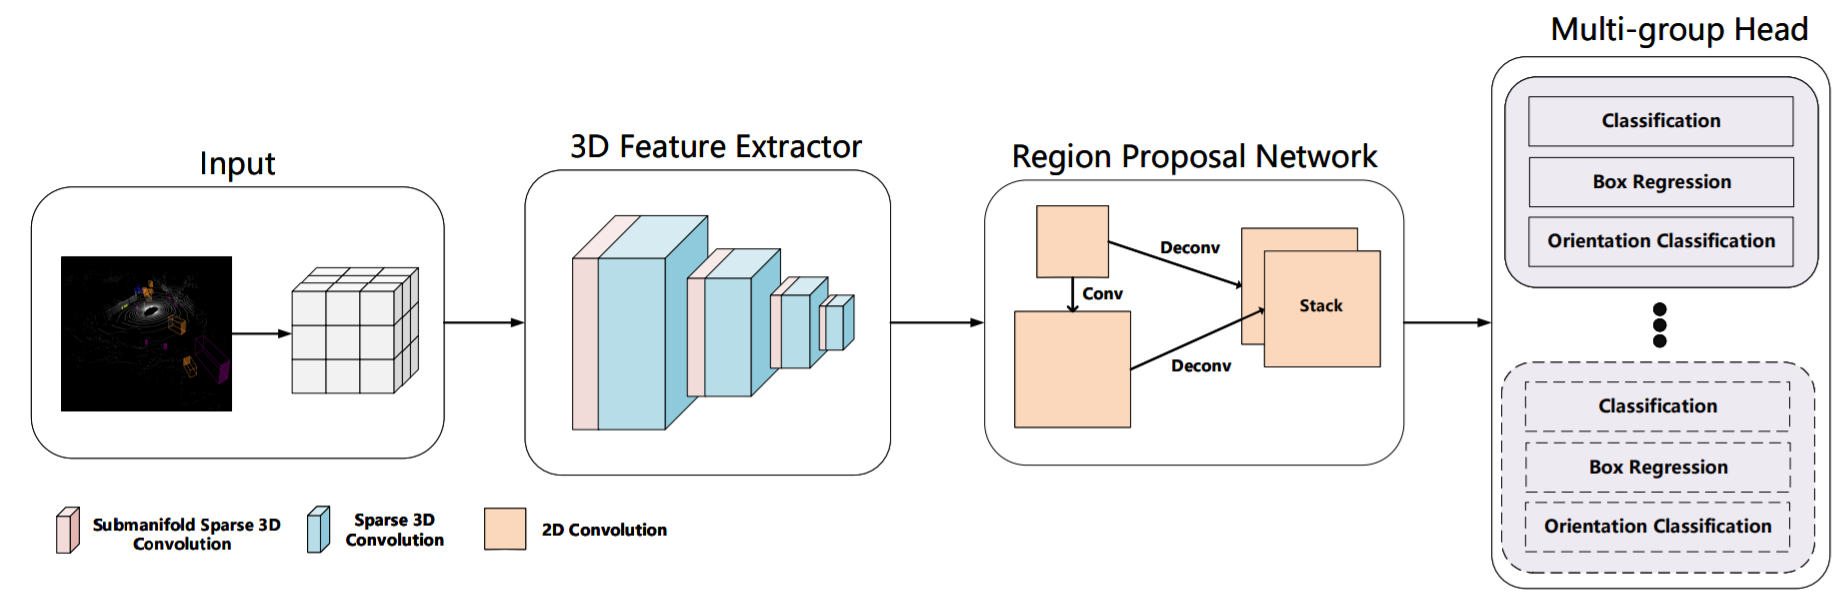 Multi-group Head
Input
3D Feature Extractor
Region Proposal Network
Deconv
Conv
Stack
Deconv
Classification
Box Regression
Orientation Classification
Classification
Box Regression
Orientation Classification
Submanifold Sparse 3D
Convolution
Sparse 3D
Convolution
2D Convolution